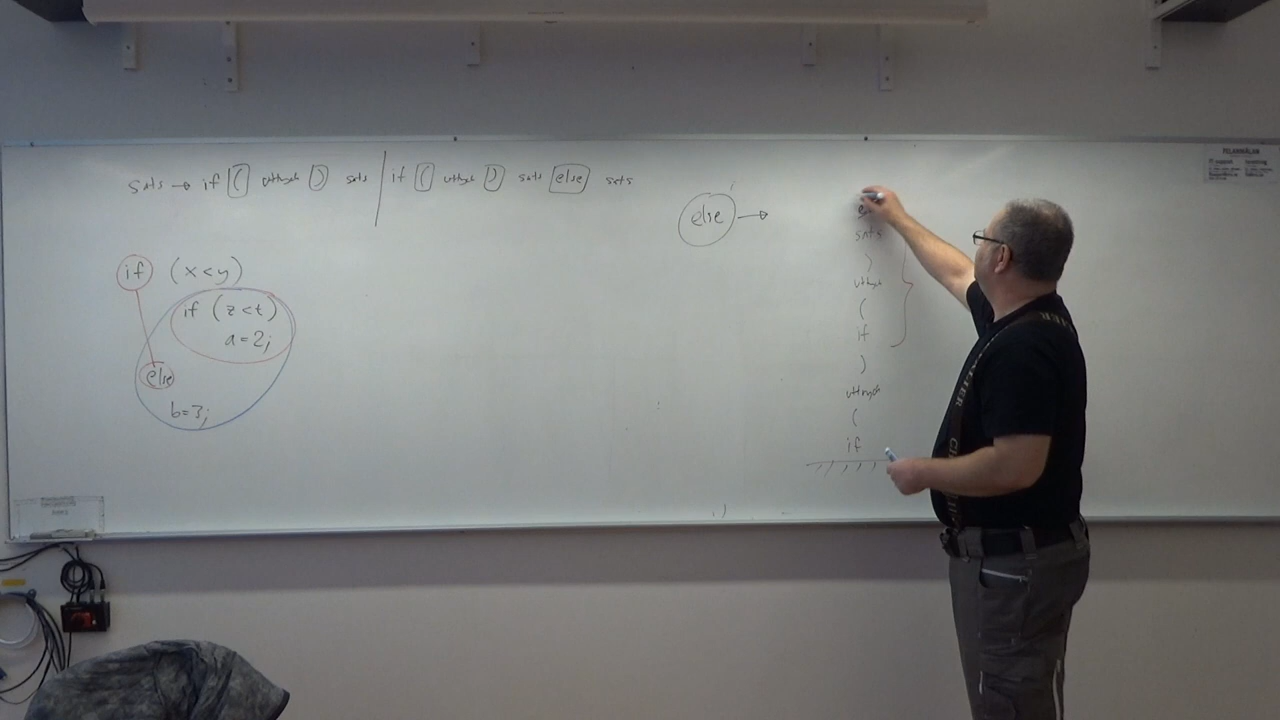 sats → if ( uttryck ) sats | if ( uttryck ) sats else sats
if (x<y)
if (z<t)
a=2;
else
b=3;
else →
sats
)
uttryck
(
if
)
uttryck
(
if
FELANMÄLAN